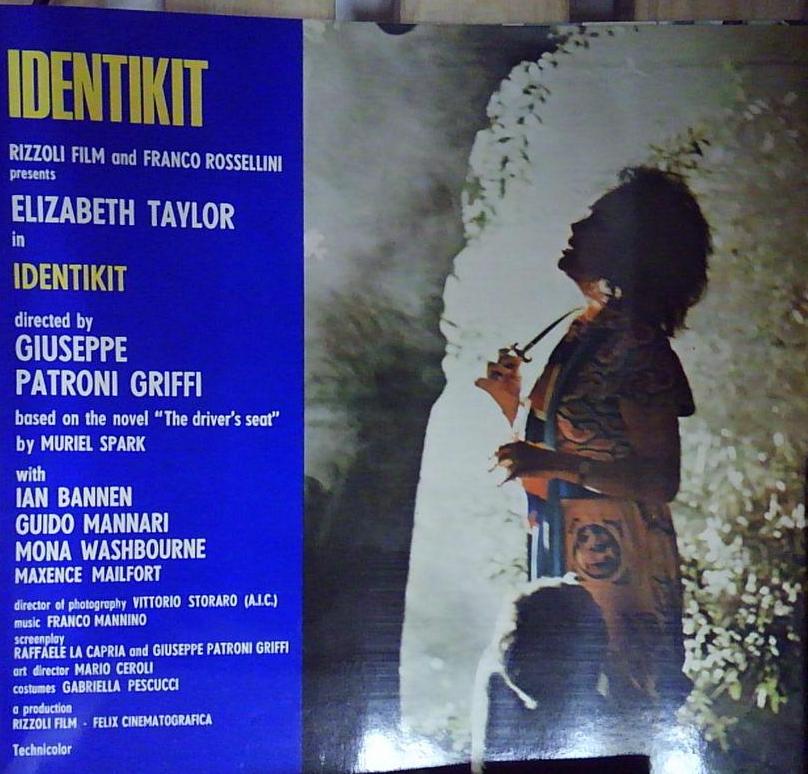 IDENTIKIT
RIZZOLI FILM and FRANCO ROSSELLINI
presents
ELIZABETH TAYLOR
in
IDENTIKIT
directed by
GIUSEPPE
PATRONI GRIFFI
based on the novel "The driver's seat"
by MURIEL SPARK
with
IAN BANNEN
GUIDO MANNARI
MONA WASHBOURNE
MAXENCE MAILFORT
director of photography VITTORIO STORARO (A.I.C.)
music FRANCO MANNINO
screenplay
RAFFAELE LA CAPRIA and GIUSEPPE PATRONI GRIFFI
art director MARIO CEROLI
costumes GABRIELLA PESCUCCI
a production
RIZZOLI FILM - FELIX CINEMATOGRAFICA
Technicolor